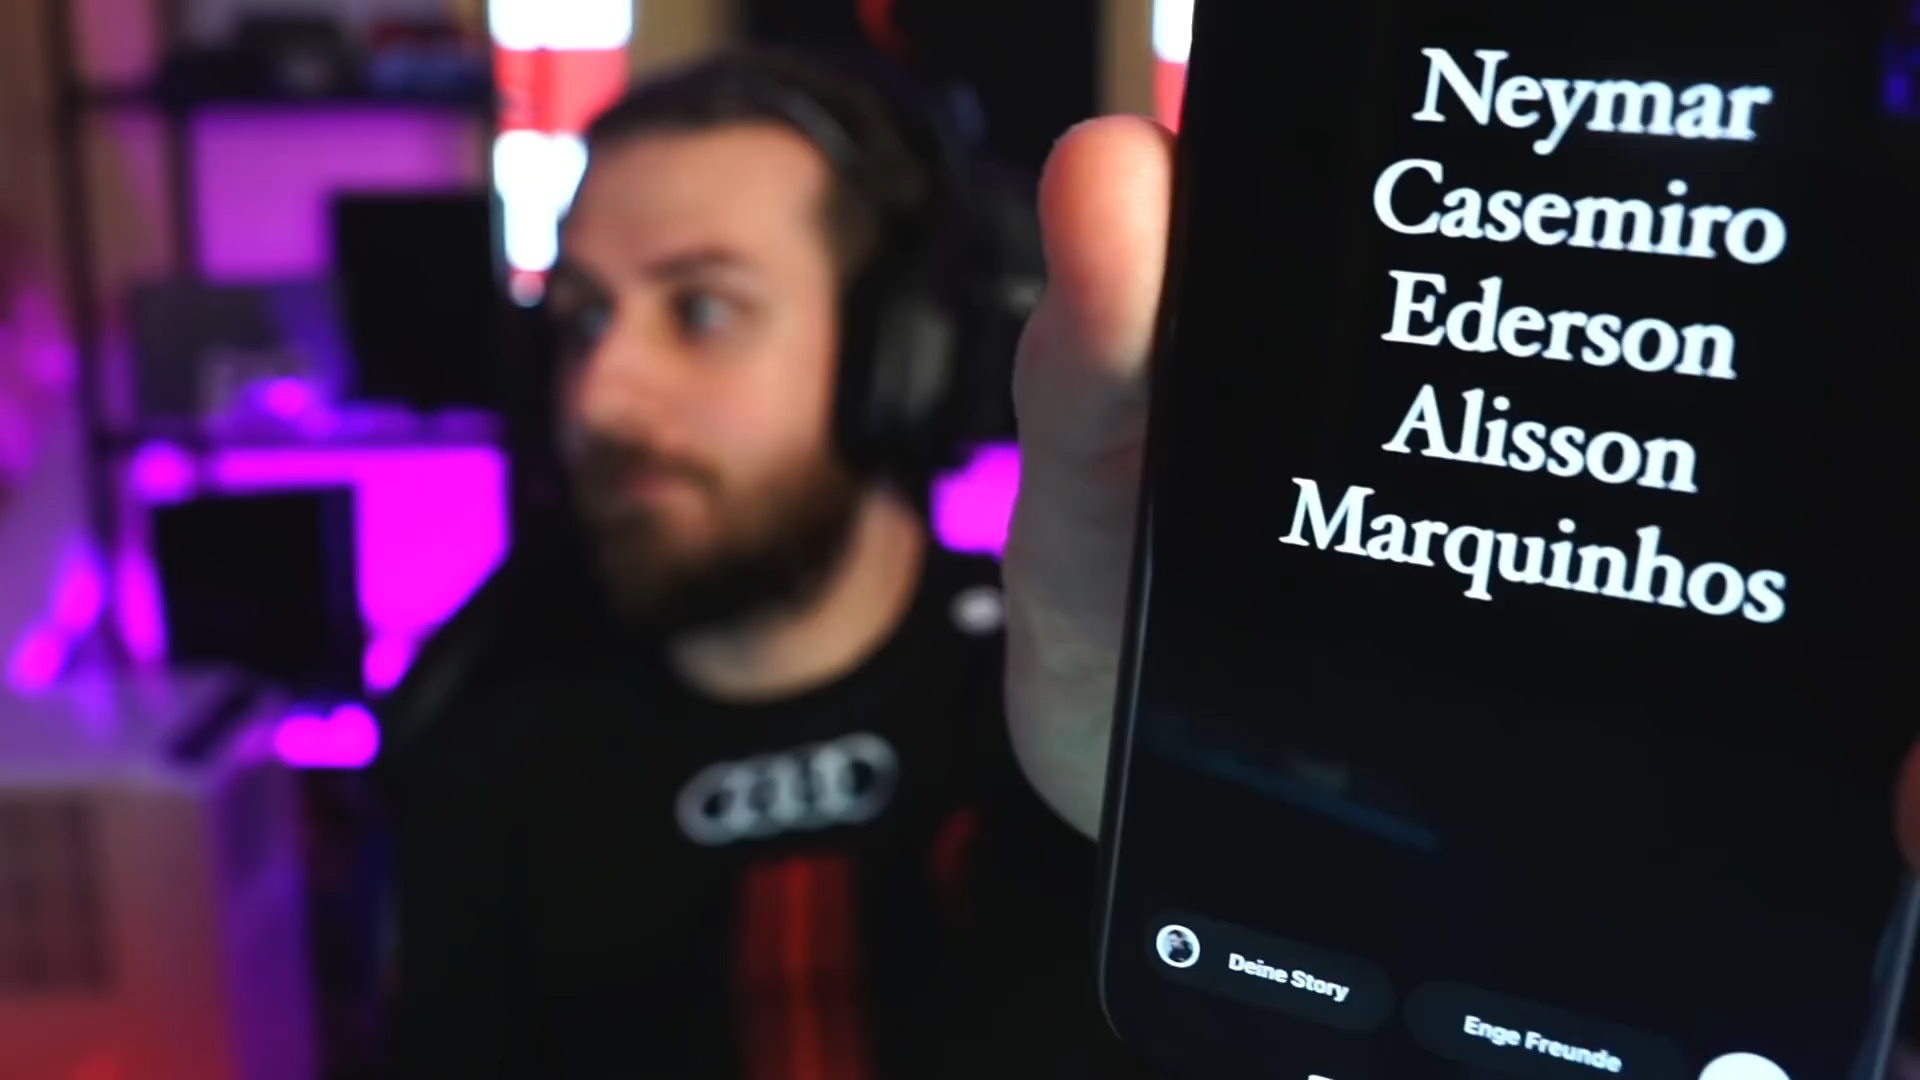 Neymar
Casemiro
Ederson
Alisson
Marquinhos
Deine Story
Enge Freunde